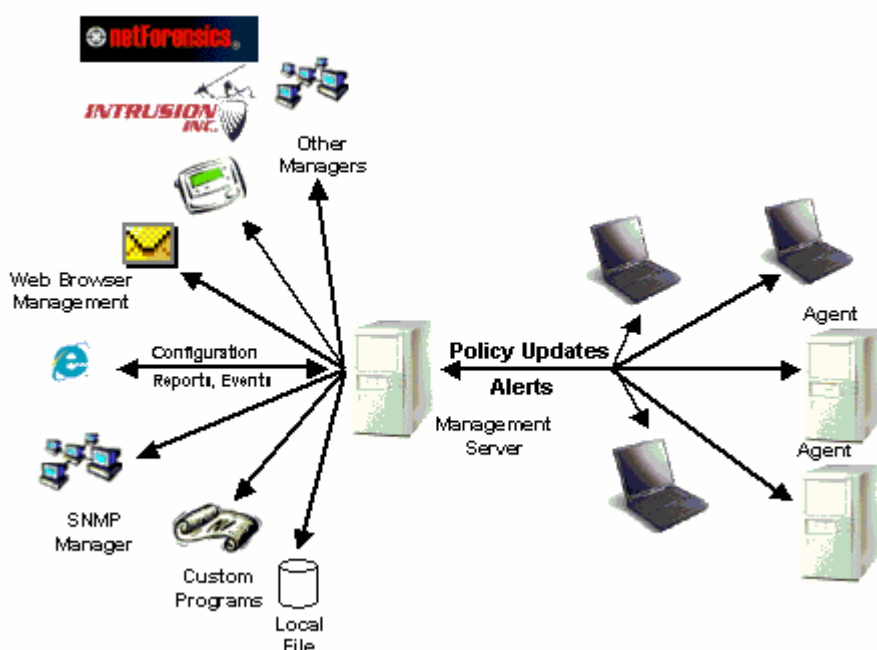 netForensics®
INTRUSION
INC.
Other
Managers
Web Browser
Management
Configuration
Reports, Events
Policy Updates
Alerts
Management
Server
Agent
Agent
SNMP
Manager
Custom
Programs
Local
File